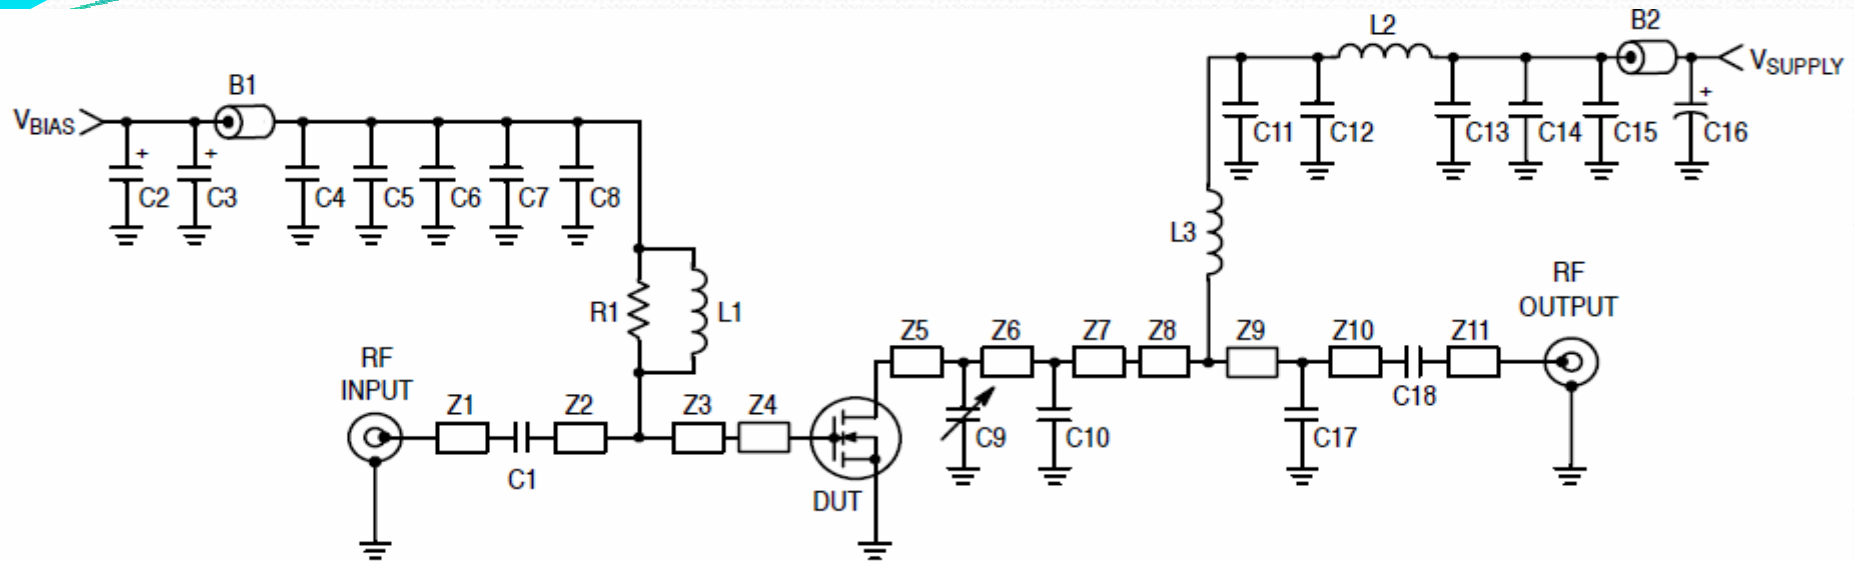 B2
L2
V_SUPPLY
B1
V_BIAS
+
+
+
C11
C12
C13
C14
C15
C16
C2
C3
C4
C5
C6
C7
C8
L3
RF
OUTPUT
R1
L1
Z5
Z6
Z7
Z8
Z9
Z10
Z11
RF
INPUT
C18
Z1
Z2
Z3
Z4
C9
C10
C17
C1
DUT